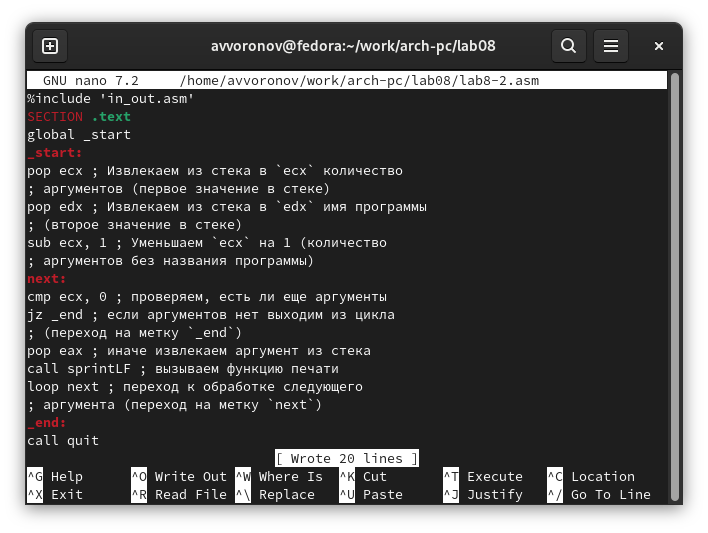 avvoronov@fedora:~/work/arch-pc/lab08
GNU nano 7.2 /home/avvoronov/work/arch-pc/lab08/lab8-2.asm
%include 'in_out.asm'
SECTION .text
global _start
_start:
pop ecx ; Извлекаем из стека в `ecx` количество
; аргументов (первое значение в стеке)
pop edx ; Извлекаем из стека в `edx` имя программы
; (второе значение в стеке)
sub ecx, 1 ; Уменьшаем `ecx` на 1 (количество
; аргументов без названия программы)
next:
cmp ecx, 0 ; проверяем, есть ли еще аргументы
jz _end ; если аргументов нет выходим из цикла
; (переход на метку `_end`)
pop eax ; иначе извлекаем аргумент из стека
call sprintLF ; вызываем функцию печати
loop next ; переход к обработке следующего
; аргумента (переход на метку `next`)
_end:
call quit
[ Wrote 20 lines ]
^G Help ^O Write Out ^W Where Is ^K Cut ^T Execute ^C Location
^X Exit ^R Read File ^\ Replace ^U Paste ^J Justify ^/ Go To Line